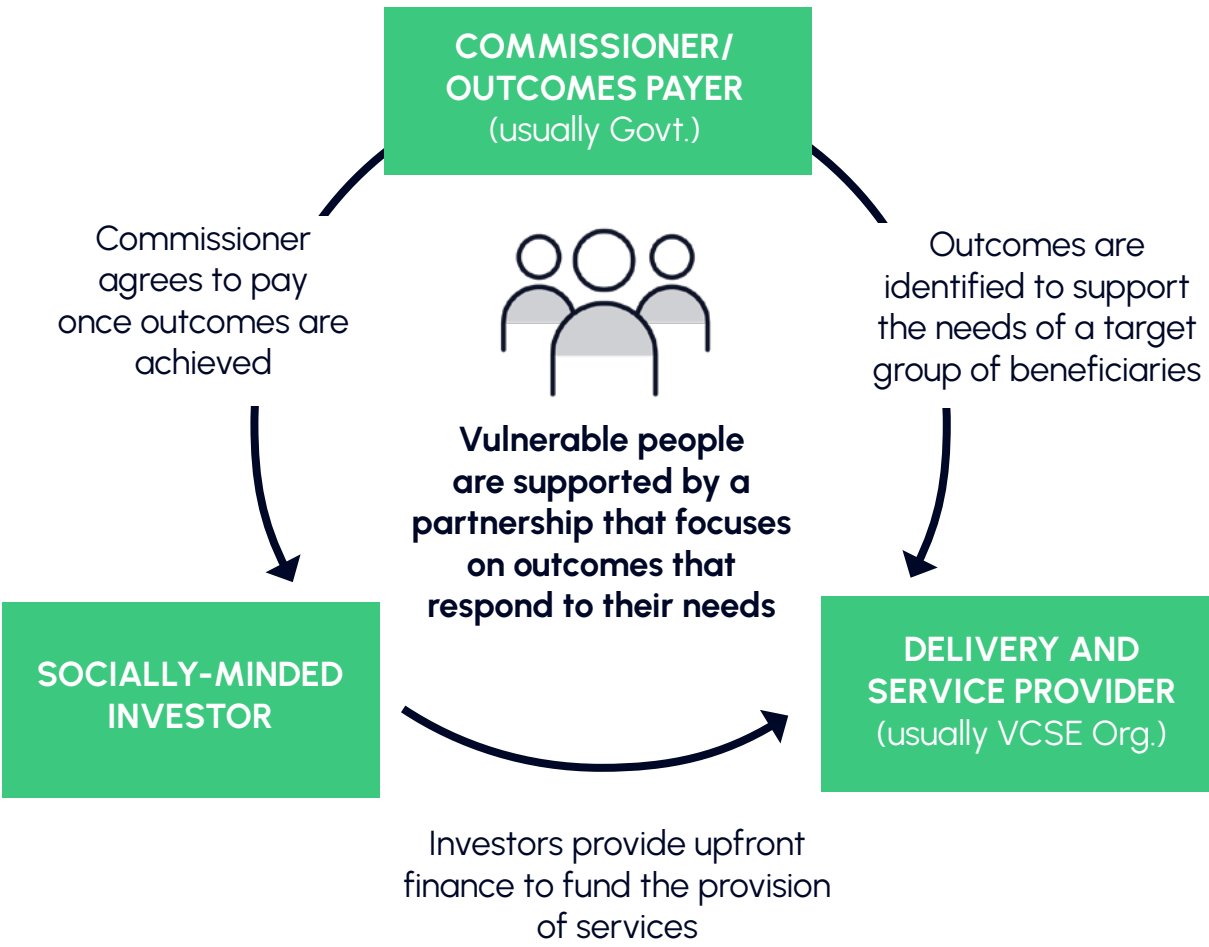 COMMISSIONER/
OUTCOMES PAYER
(usually Govt.)
Commissioner
agrees to pay
once outcomes are
achieved
Outcomes are
identified to support
the needs of a target
group of beneficiaries
Vulnerable people
are supported by a
partnership that focuses
on outcomes that
respond to their needs
SOCIALLY-MINDED
INVESTOR
DELIVERY AND
SERVICE PROVIDER
(usually VCSE Org.)
Investors provide upfront
finance to fund the provision
of services